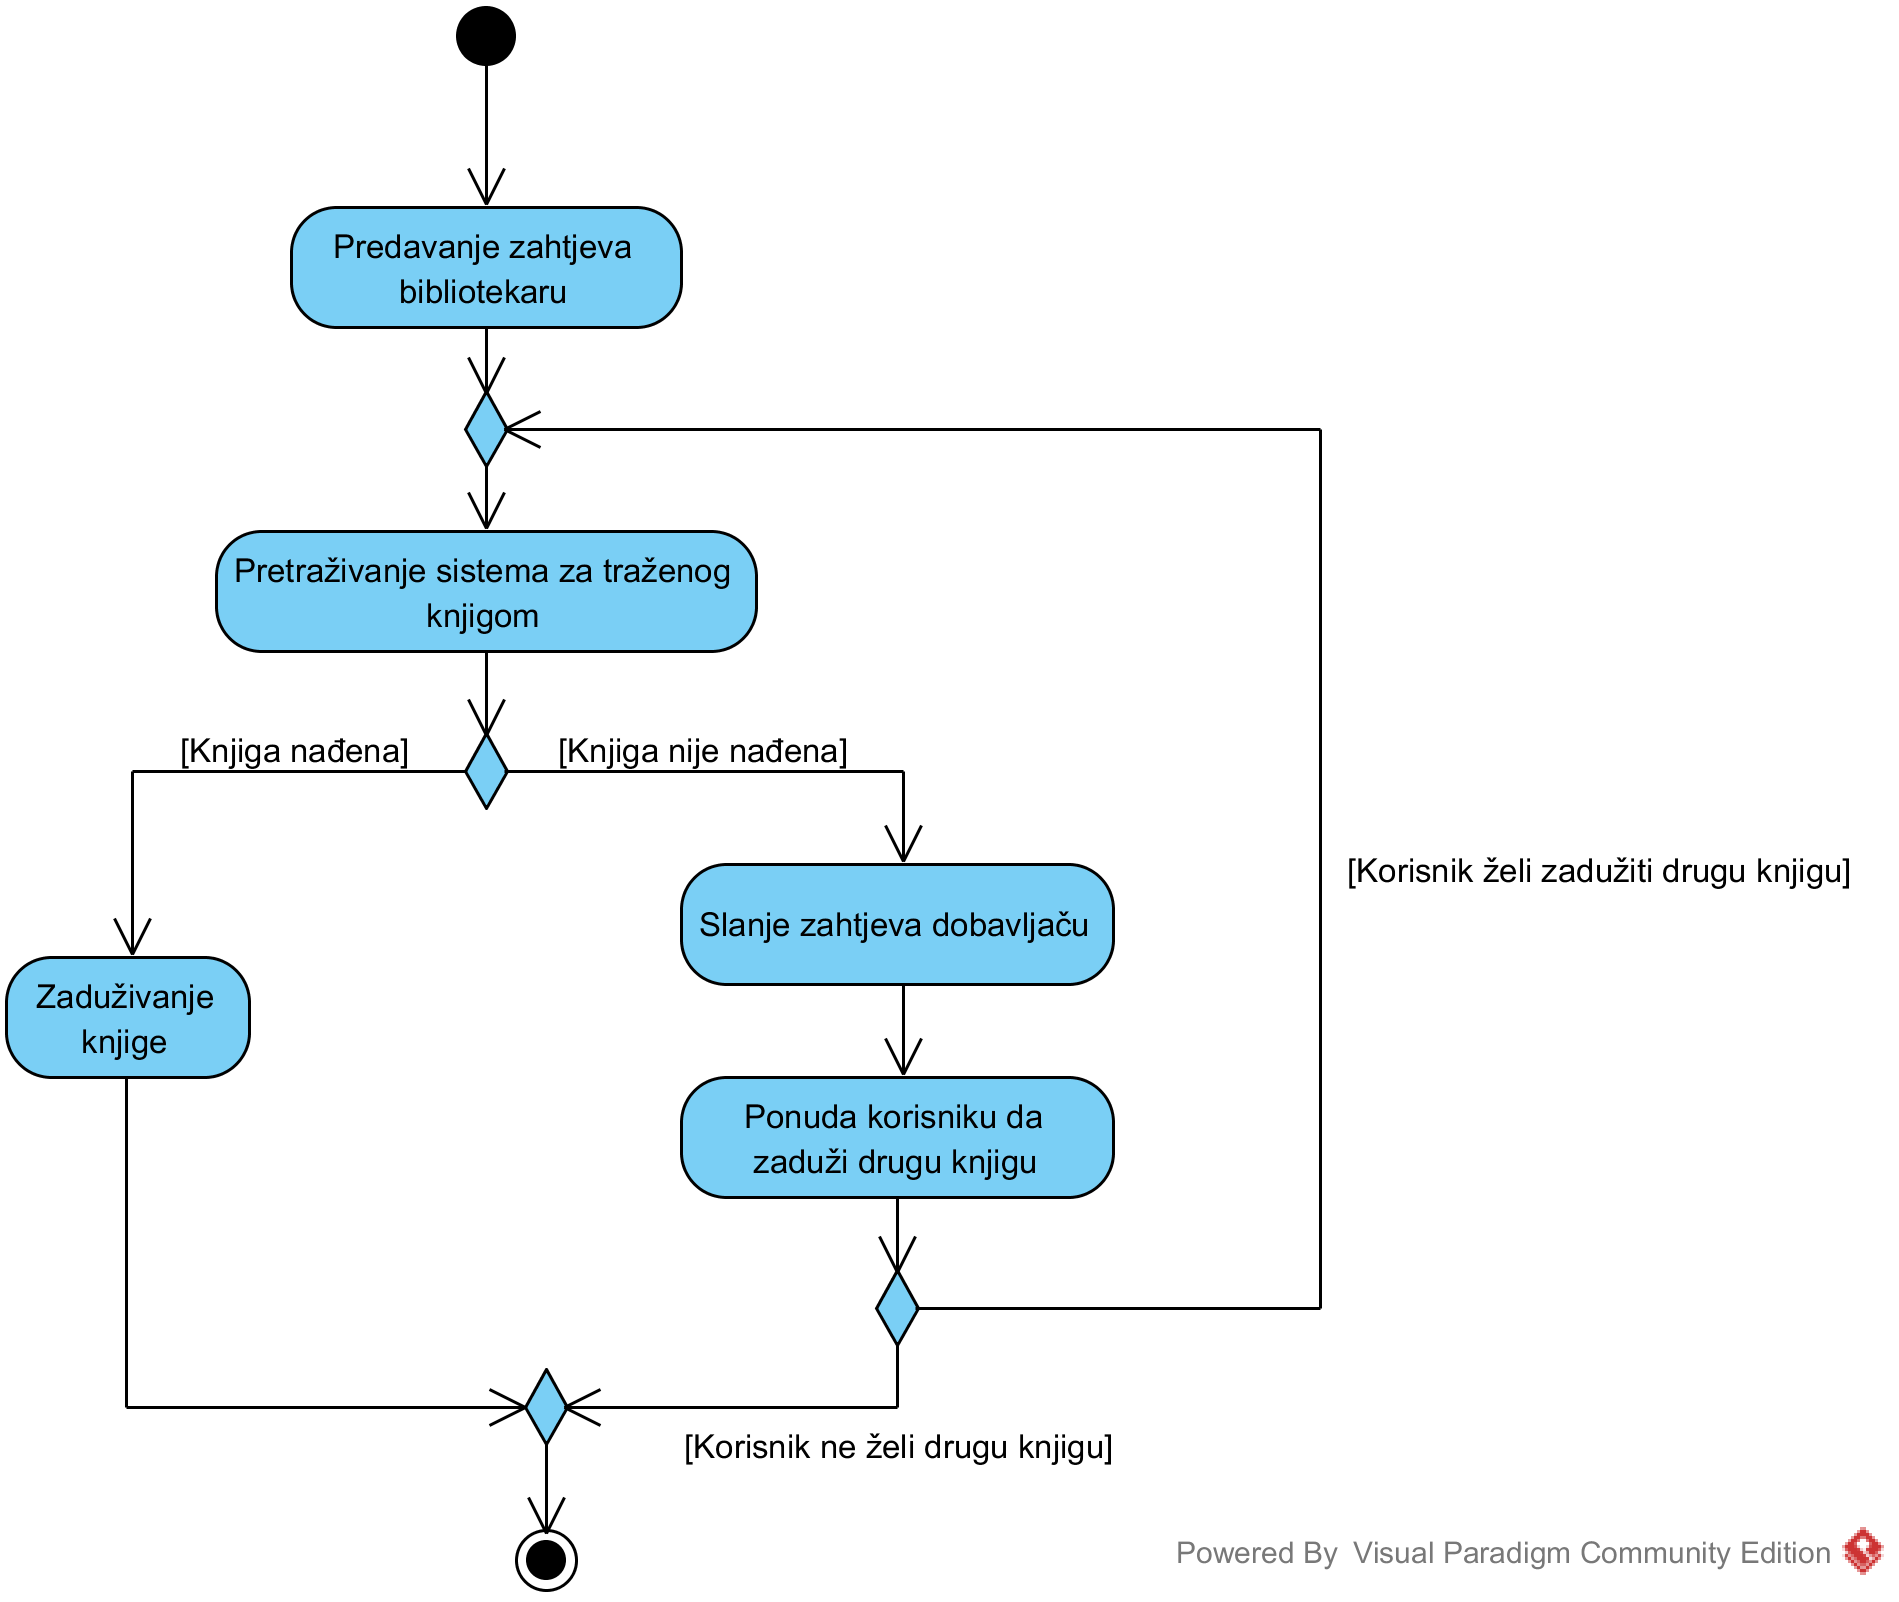 Predavanje zahtjeva
bibliotekaru
Pretraživanje sistema za traženog
knjigom
[Knjiga nađena]
[Knjiga nije nađena]
[Korisnik želi zadužiti drugu knjigu]
Slanje zahtjeva dobavljaču
Zaduživanje
knjige
Ponuda korisniku da
zaduži drugu knjigu
[Korisnik ne želi drugu knjigu]
Powered By Visual Paradigm Community Edition